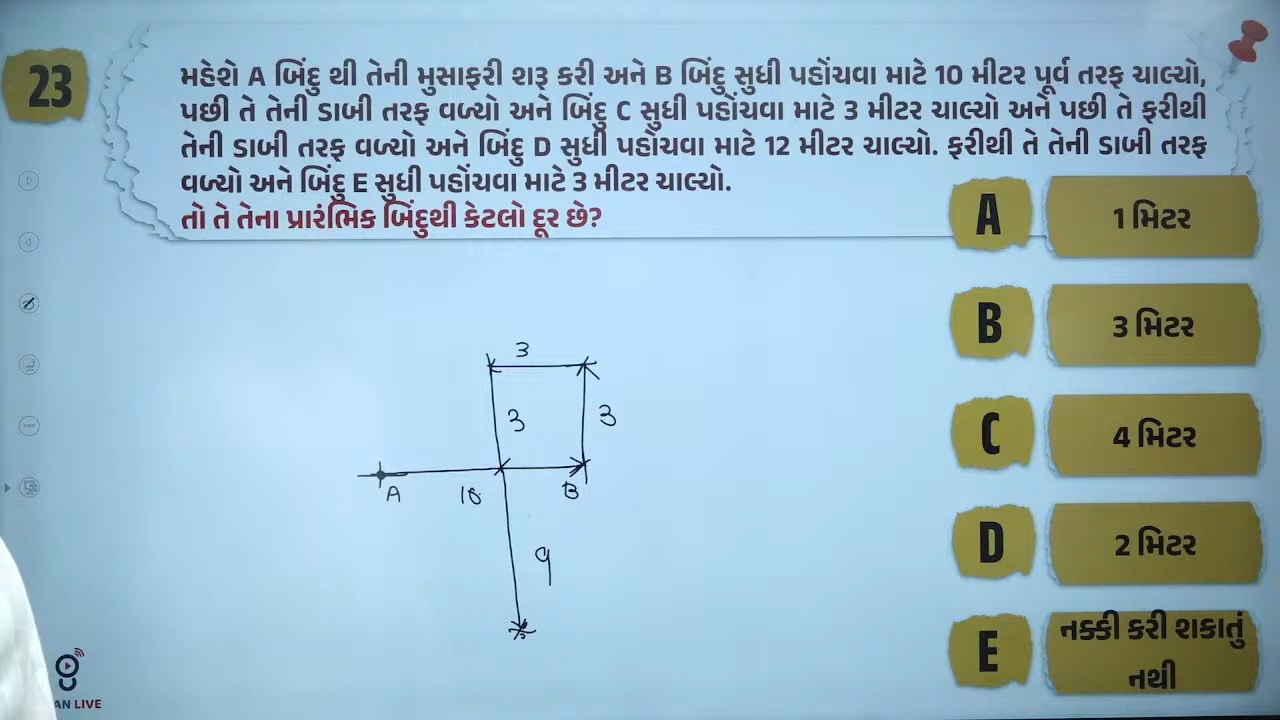 23
મહેશે A બિંદુ થી તેની મુસાફરી શરૂ કરી અને B બિંદુ સુધી પહોંચવા માટે 10 મીટર પૂર્વ તરફ ચાલ્યો,
પછી તે તેની ડાબી તરફ વળ્યો અને બિંદુ C સુધી પહોંચવા માટે 3 મીટર ચાલ્યો અને પછી તે ફરીથી
તેની ડાબી તરફ વળ્યો અને બિંદુ D સુધી પહોંચવા માટે 12 મીટર ચાલ્યો. ફરીથી તે તેની ડાબી તરફ
વળ્યો અને બિંદુ E સુધી પહોંચવા માટે 3 મીટર ચાલ્યો.
તો તે તેના પ્રારંભિક બિંદુથી કેટલો દૂર છે?
A 1 મિટર
B 3 મિટર
C 4 મિટર
D 2 મિટર
E નક્કી કરી શકાતું
નથી
3
3
3
A
10
B
9
AN LIVE